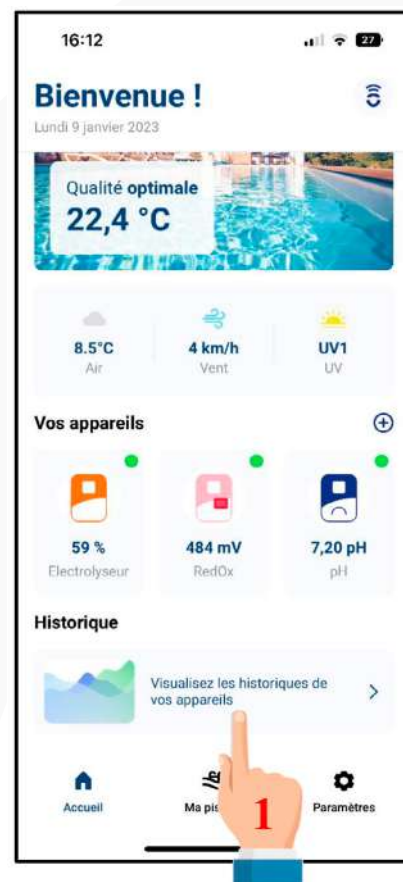 16:12
27
Bienvenue !
Lundi 9 janvier 2023
Qualité optimale
22,4 °C
8.5°C
4 km/h
UV1
Air
Vent
UV
Vos appareils
59 %
484 mV
7,20 pH
Electrolyseur
RedOx
pH
Historique
Visualisez les historiques de
vos appareils
Accueil
Ma
Paramètres
1